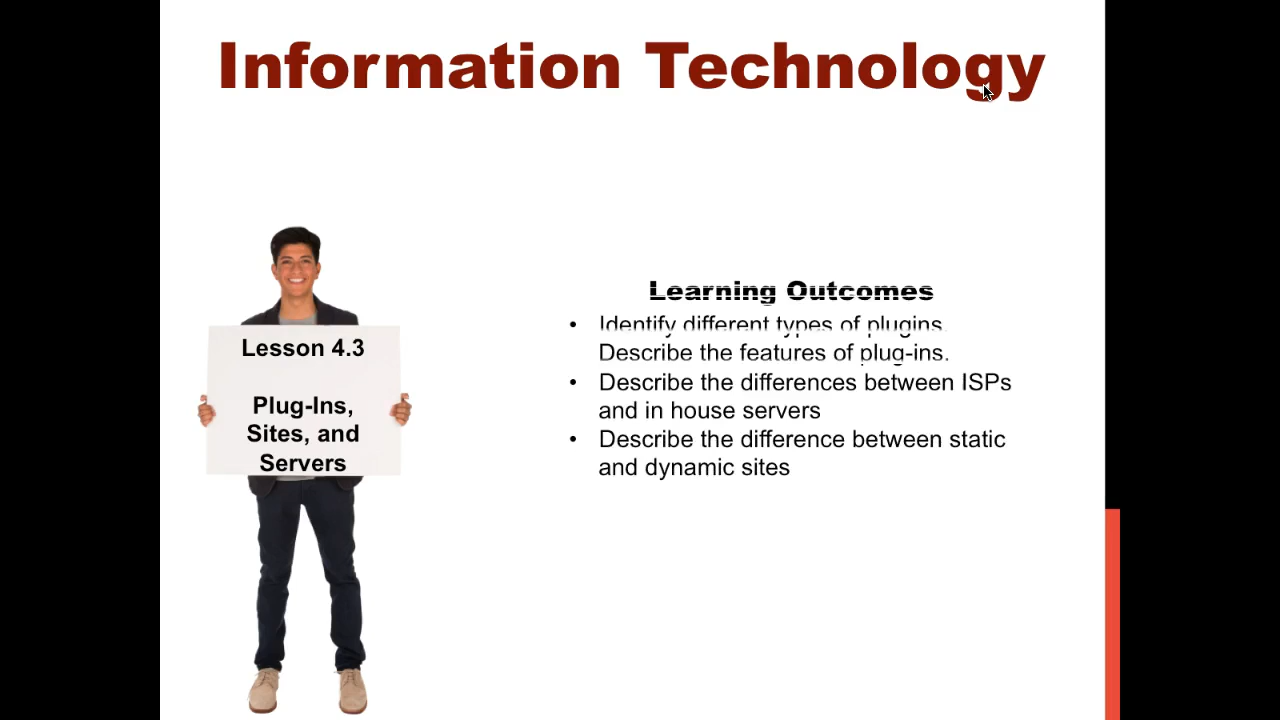 Information Technology
Lesson 4.3
Plug-Ins,
Sites, and
Servers
Learning Outcomes
• Identify different types of plugins.
Describe the features of plug-ins.
• Describe the differences between ISPs
and in house servers
• Describe the difference between static
and dynamic sites